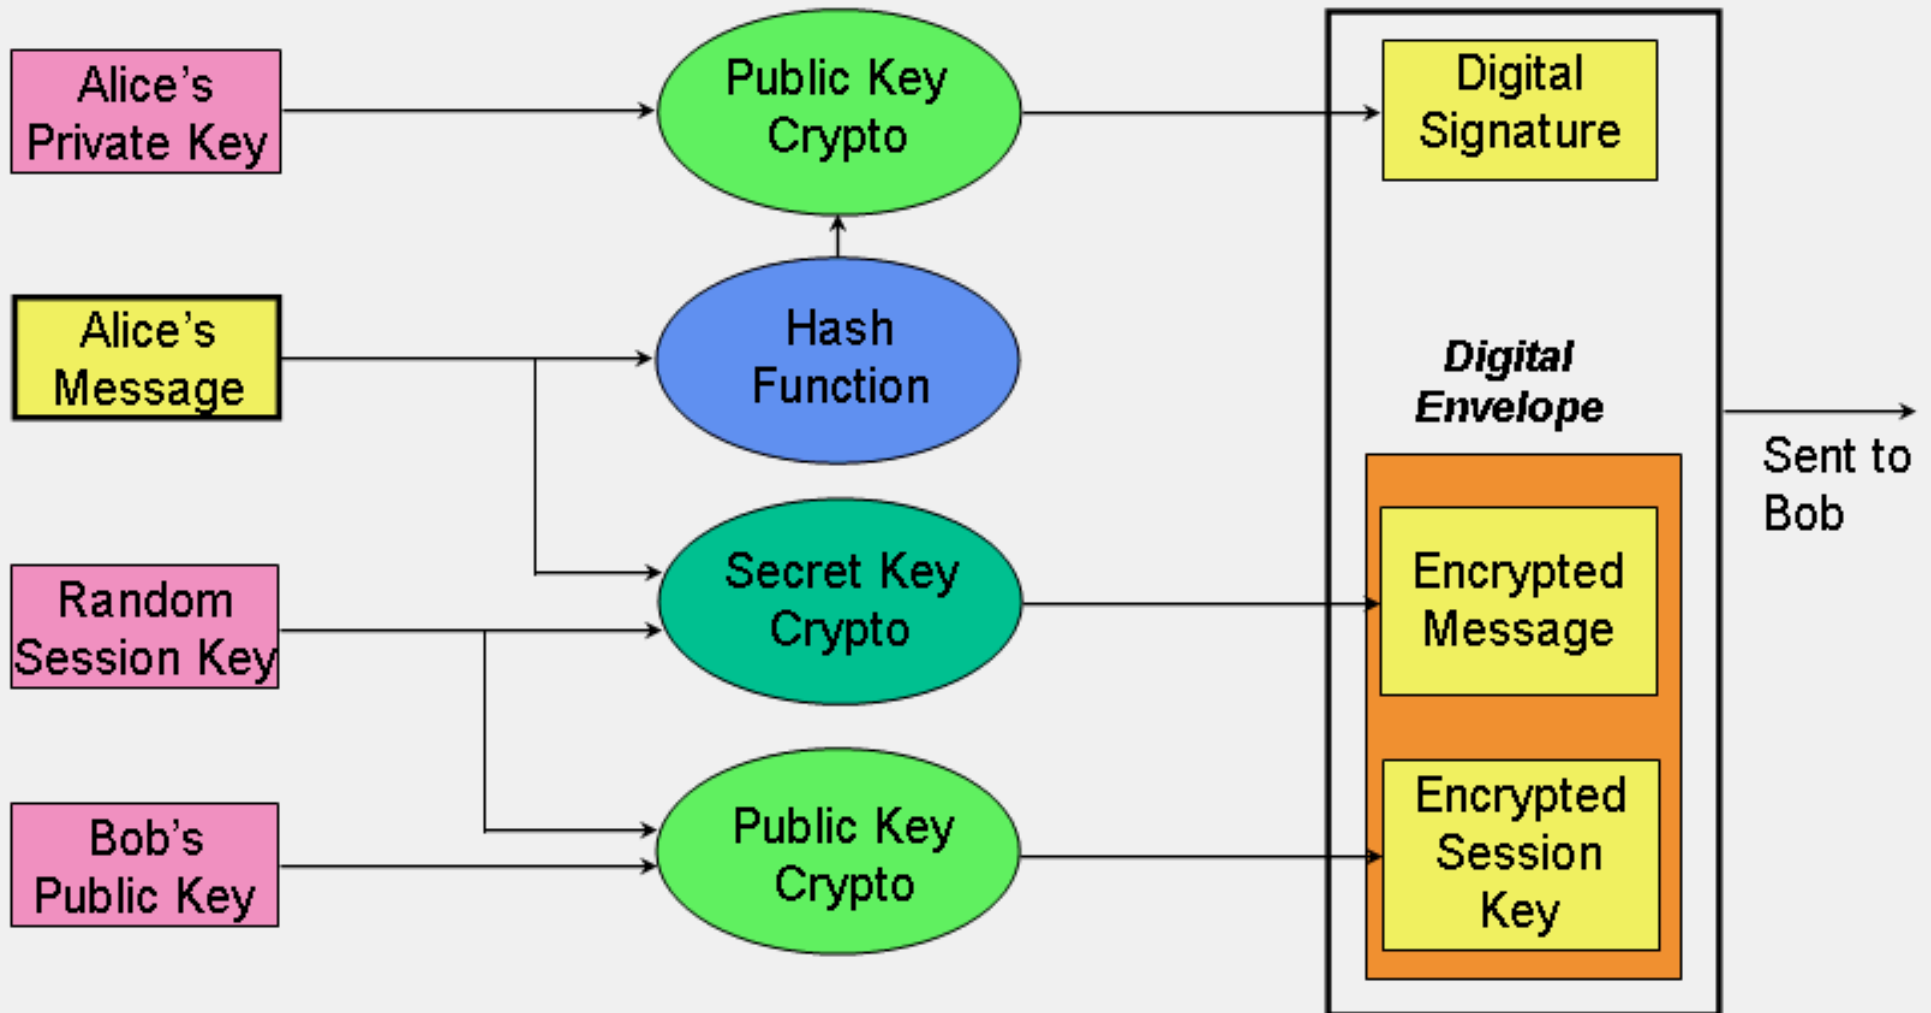 Alice’s
Private Key
Public Key
Crypto
Digital
Signature
Alice’s
Message
Hash
Function
Digital
Envelope
Sent to
Bob
Random
Session Key
Secret Key
Crypto
Encrypted
Message
Bob’s
Public Key
Public Key
Crypto
Encrypted
Session
Key